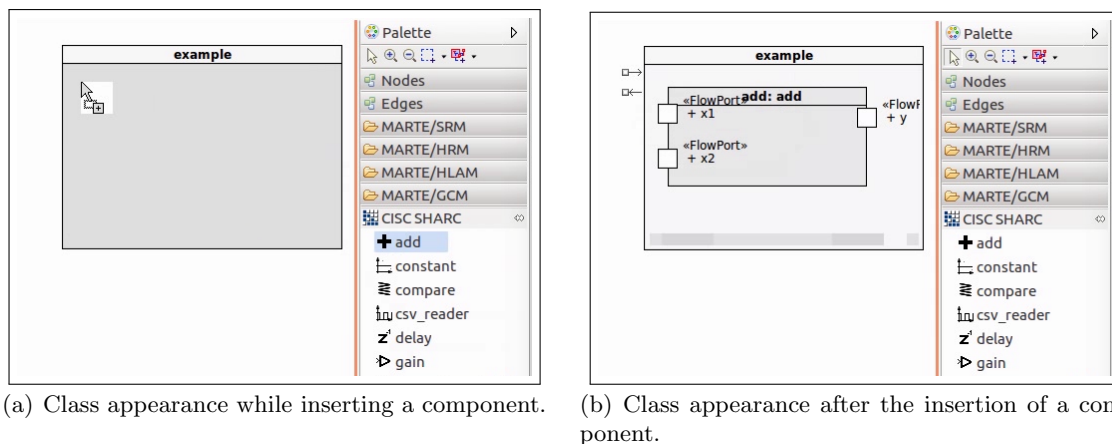 example
Palette
Nodes
Edges
MARTE/SRM
MARTE/HRM
MARTE/HLAM
MARTE/GCM
CISC SHARC
add
constant
compare
csv_reader
delay
gain
(a) Class appearance while inserting a component.
example
add: add
«FlowPort»
+ x1
«FlowPort»
+ x2
«FlowP
+ y
Palette
Nodes
Edges
MARTE/SRM
MARTE/HRM
MARTE/HLAM
MARTE/GCM
CISC SHARC
add
constant
compare
csv_reader
delay
gain
(b) Class appearance after the insertion of a com
ponent.